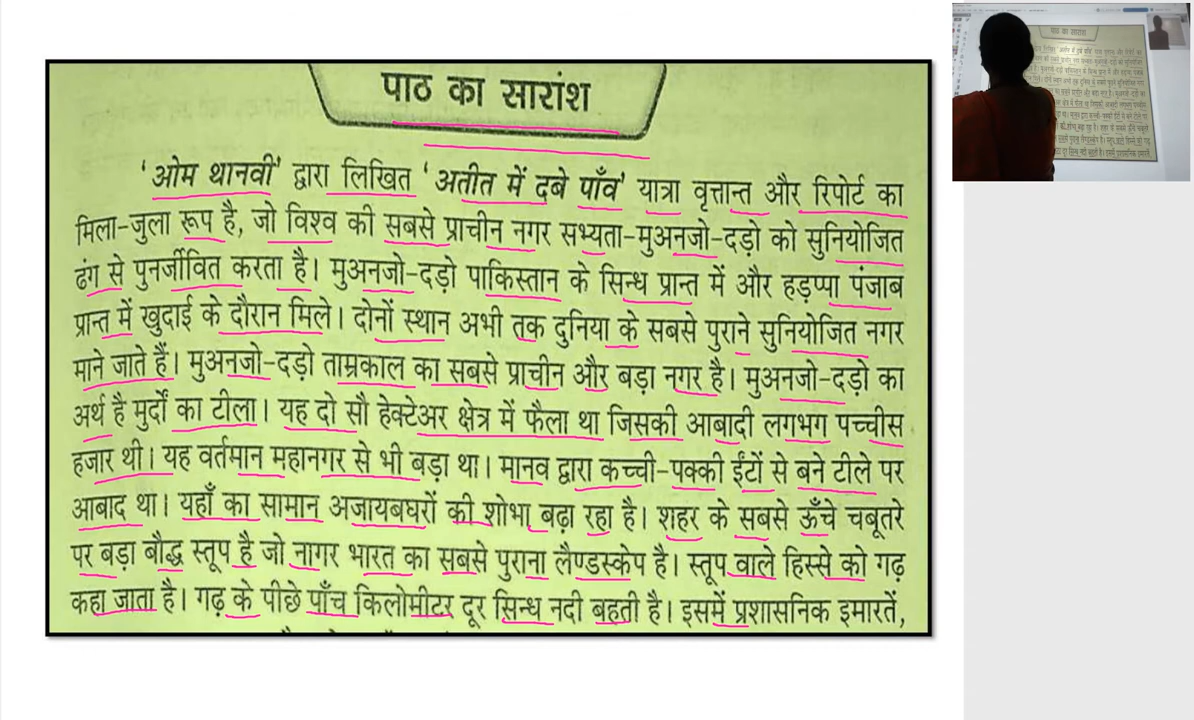 पाठ का सारांश
'ओम थानवी' द्वारा लिखित 'अतीत में दबे पाँव' यात्रा वृत्तान्त और रिपोर्ट का
मिला-जुला रूप है, जो विश्व की सबसे प्राचीन नगर सभ्यता-मुअनजो-दड़ो को सुनियोजित
ढंग से पुनर्जीवित करता है। मुअनजो-दड़ो पाकिस्तान के सिन्ध प्रान्त में और हड़प्पा पंजाब
प्रान्त में खुदाई के दौरान मिले। दोनों स्थान अभी तक दुनिया के सबसे पुराने सुनियोजित नगर
माने जाते हैं। मुअनजो-दड़ो ताम्रकाल का सबसे प्राचीन और बड़ा नगर है। मुअनजो-दड़ो का
अर्थ है मुर्दों का टीला। यह दो सौ हेक्टेअर क्षेत्र में फैला था जिसकी आबादी लगभग पच्चीस
हजार थी। यह वर्तमान महानगर से भी बड़ा था। मानव द्वारा कच्ची-पक्की ईंटों से बने टीले पर
आबाद था। यहाँ का सामान अजायबघरों की शोभा बढ़ा रहा है। शहर के सबसे ऊँचे चबूतरे
पर बड़ा बौद्ध स्तूप है जो नागर भारत का सबसे पुराना लैण्डस्केप है। स्तूप वाले हिस्से को गढ़
कहा जाता है। गढ़ के पीछे पाँच किलोमीटर दूर सिन्ध नदी बहती है। इसमें प्रशासनिक इमारतें,